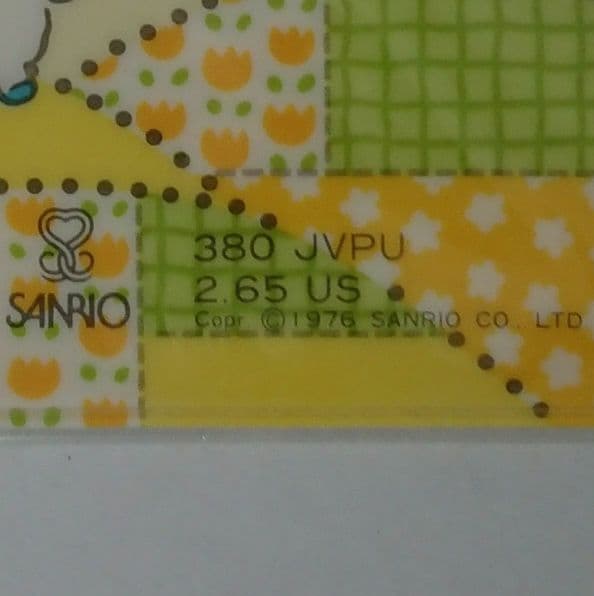 380 JVPU
2.65 US
SANRIO
Copr. ©1976 SANRIO CO., LTD